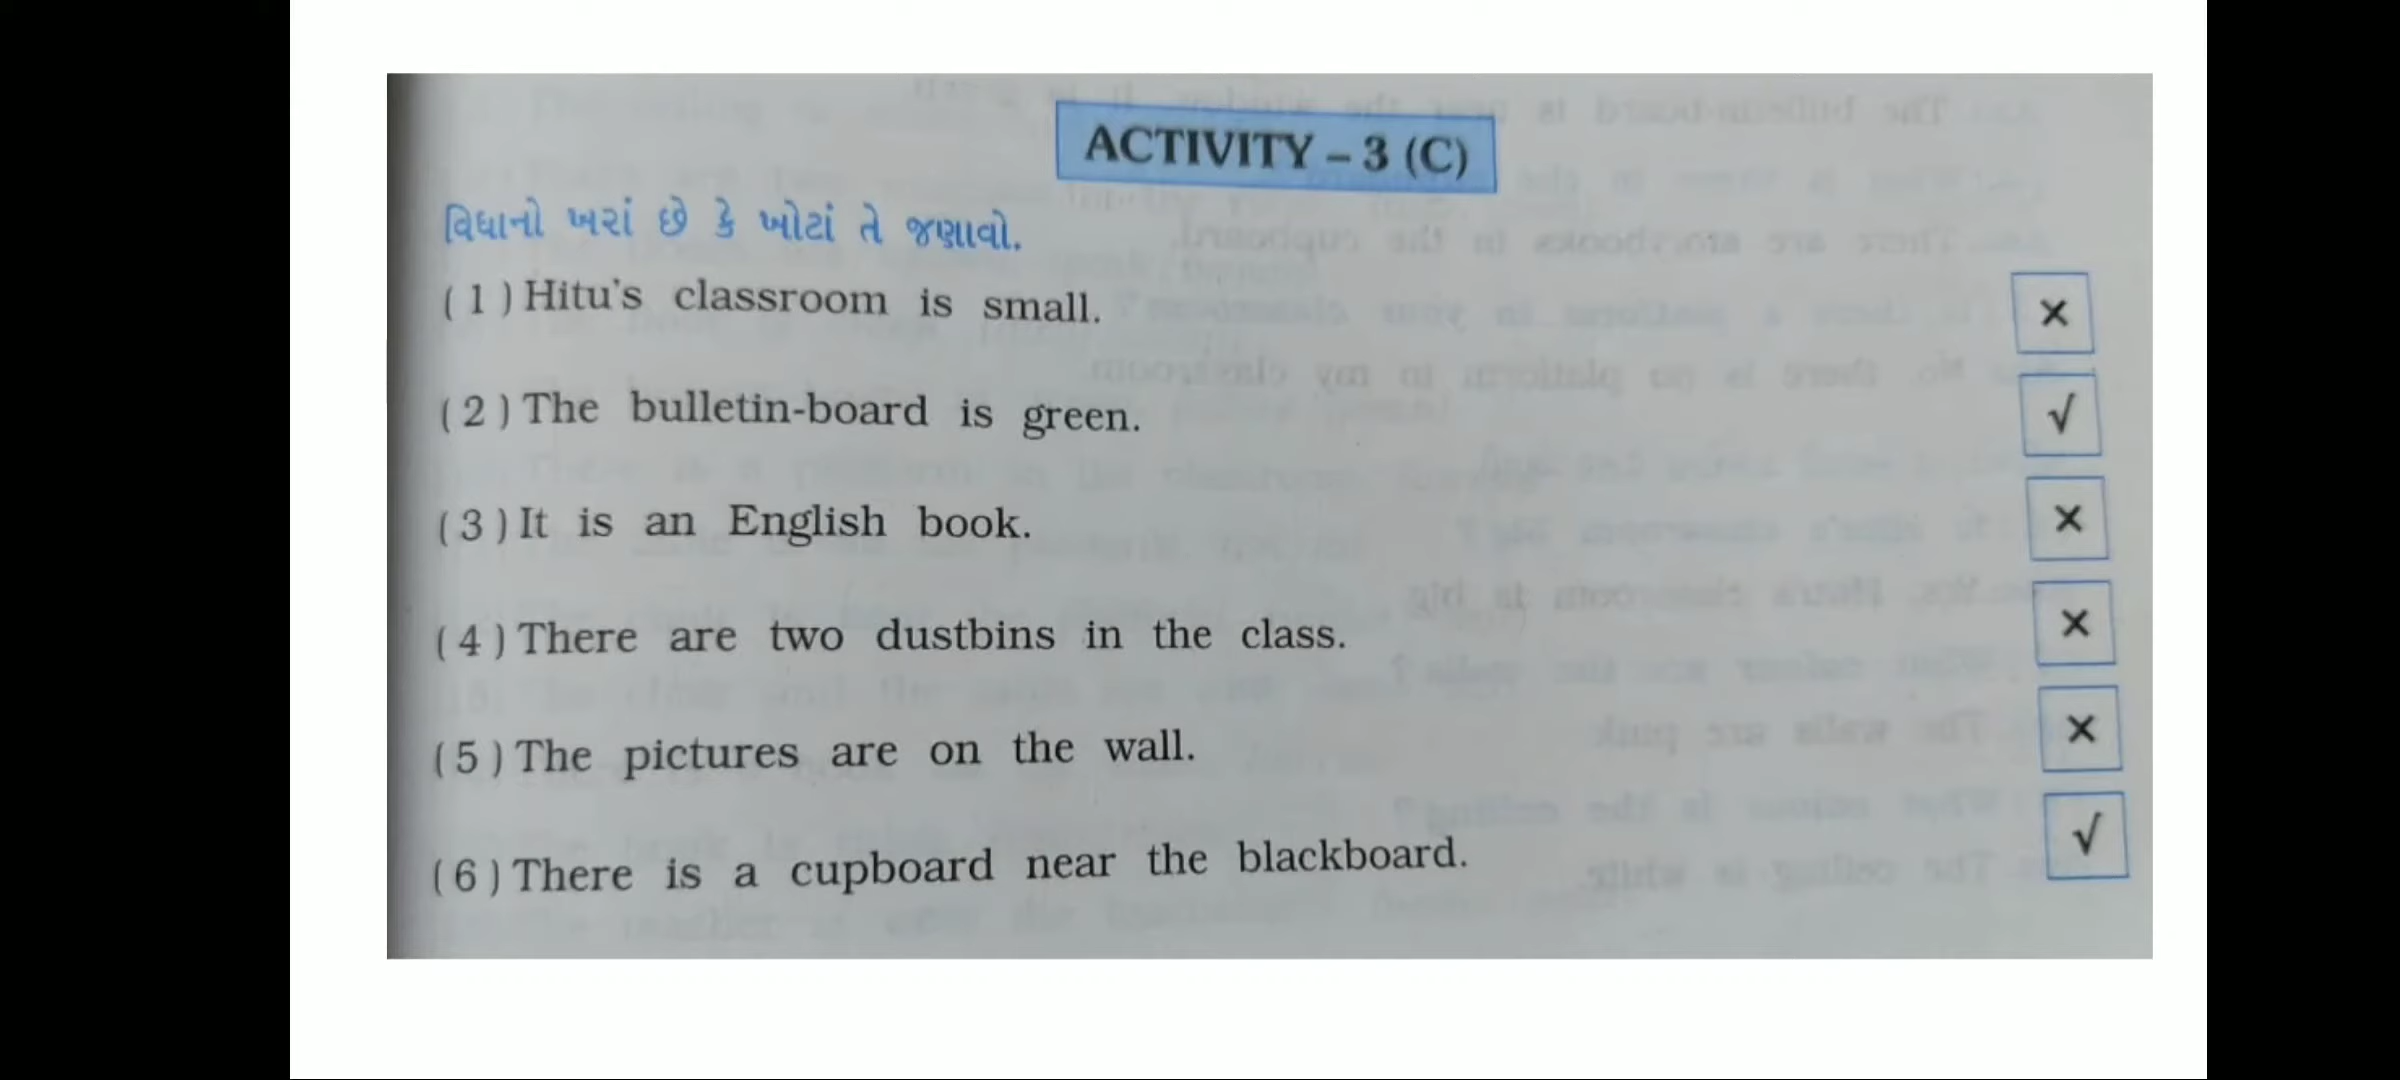 ACTIVITY – 3 (C)
વિધાનો ખરાં છે કે ખોટાં તે જણાવો.
(1) Hitu's classroom is small. ×
(2) The bulletin-board is green. √
(3) It is an English book. ×
(4) There are two dustbins in the class. ×
(5) The pictures are on the wall. ×
(6) There is a cupboard near the blackboard. √